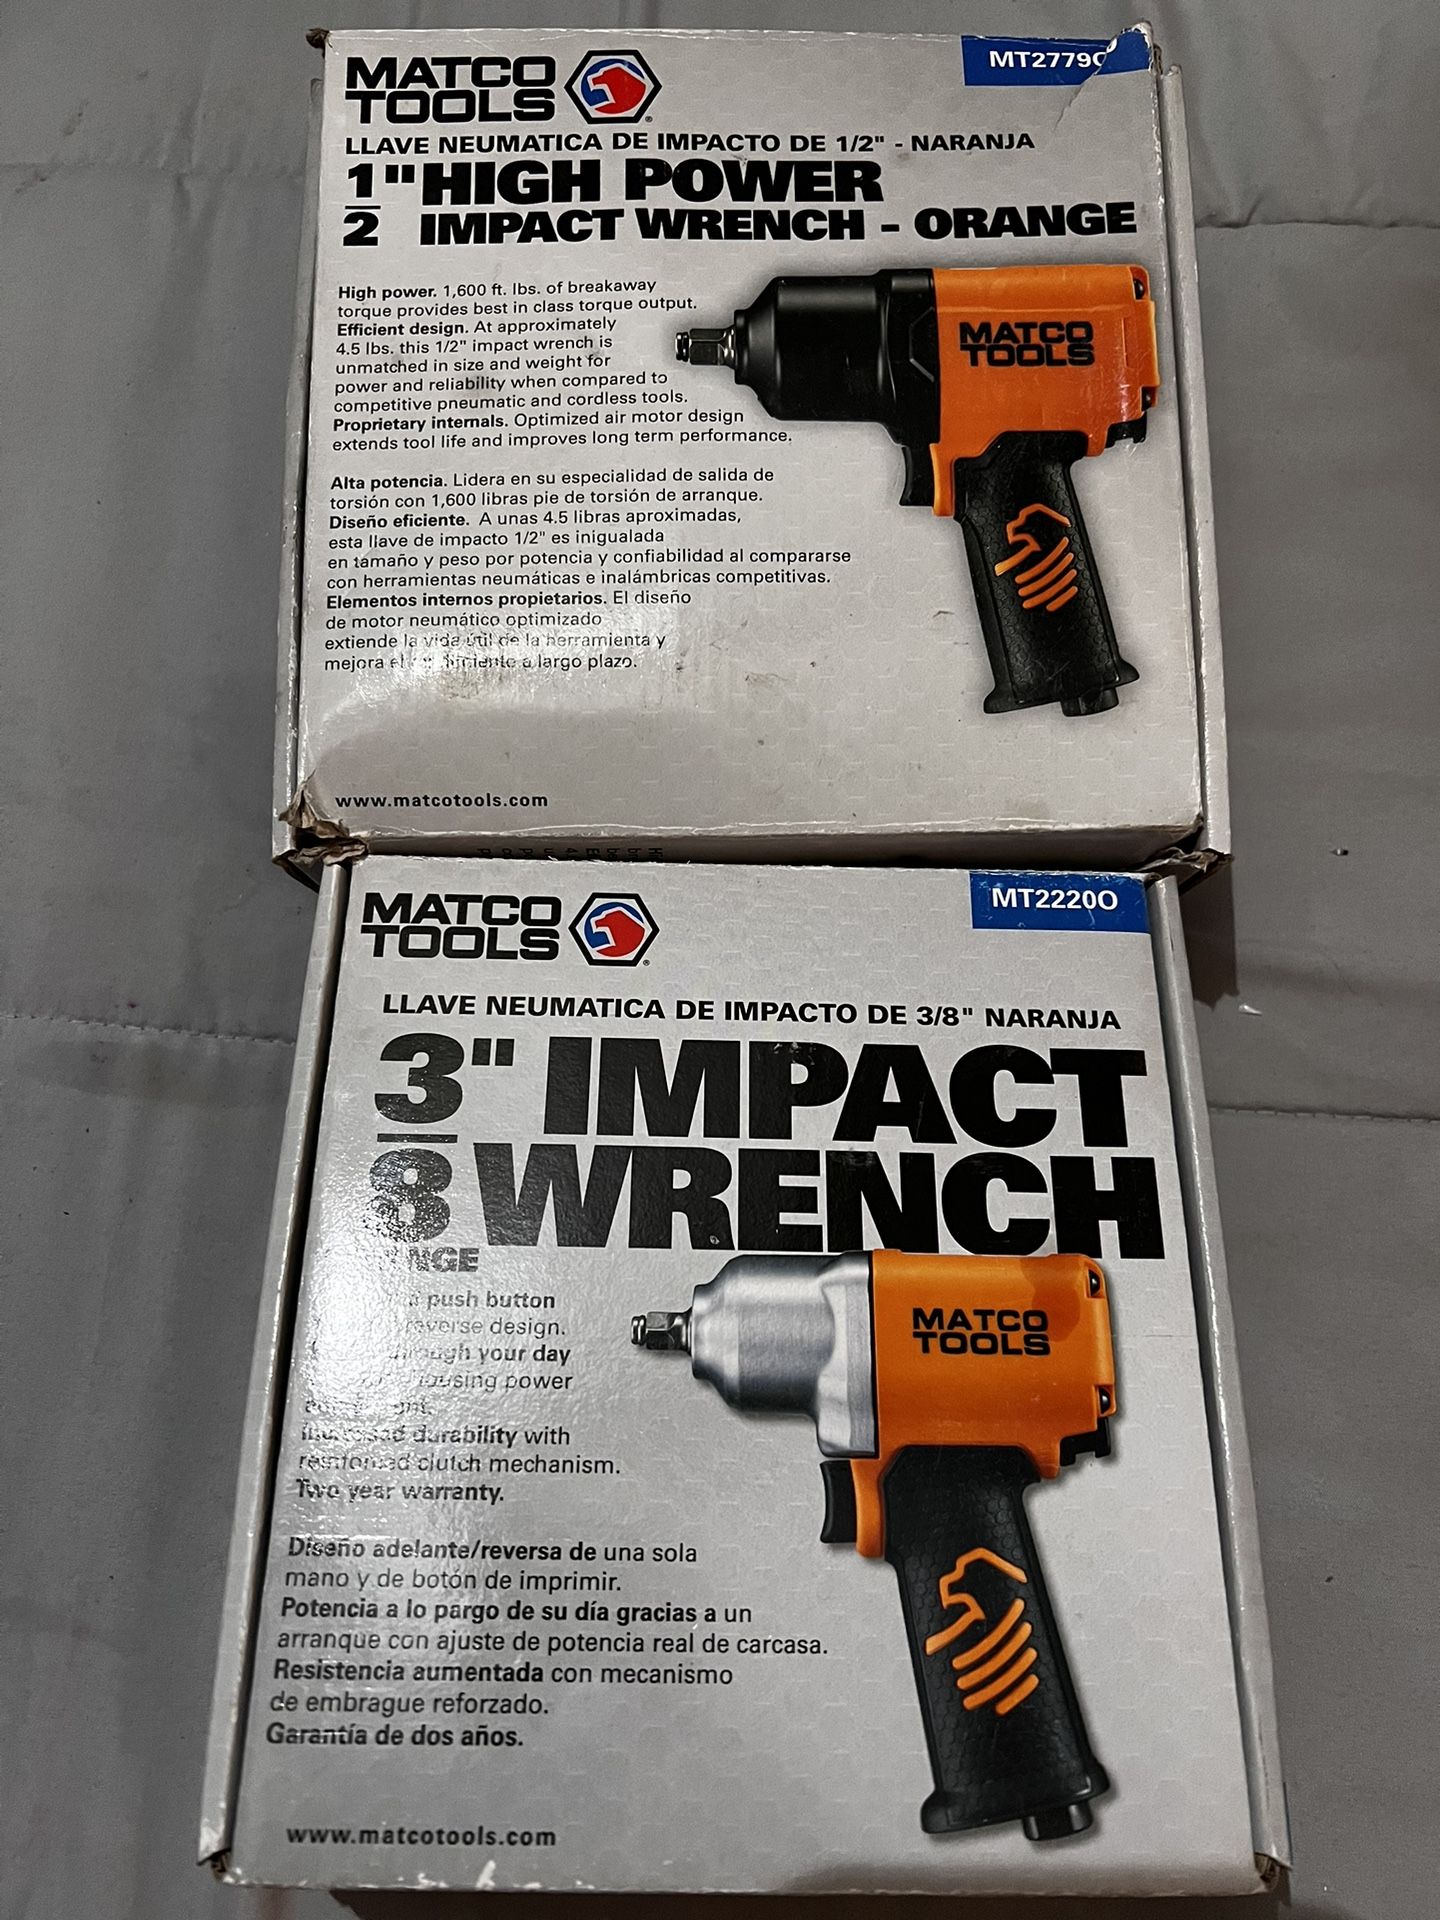 MATCO
TOOLS
MT2779O
LLAVE NEUMATICA DE IMPACTO DE 1/2" - NARANJA
1/2" HIGH POWER
IMPACT WRENCH - ORANGE
High power. 1,600 ft. lbs. of breakaway
torque provides best in class torque output.
Efficient design. At approximately
4.5 lbs. this 1/2" impact wrench is
unmatched in size and weight for
power and reliability when compared to
competitive pneumatic and cordless tools.
Proprietary internals. Optimized air motor design
extends tool life and improves long term performance.
MATCO
TOOLS
Alta potencia. Lidera en su especialidad de salida de
torsión con 1,600 libras pie de torsión de arranque.
Diseño eficiente. A unas 4.5 libras aproximadas,
esta llave de impacto 1/2" es inigualada
en tamaño y peso por potencia y confiabilidad al compararse
con herramientas neumáticas e inalámbricas competitivas.
Elementos internos propietarios. El diseño
de motor neumático optimizado
extiende la vida útil de la herramienta y
mejora el a largo plazo.
www.matcotools.com
MATCO
TOOLS
MT2220O
LLAVE NEUMATICA DE IMPACTO DE 3/8" NARANJA
3/8" IMPACT
WRENCH
push button
reverse design.
through your day
housing power
Increased durability with
reinforced clutch mechanism.
Two year warranty.
MATCO
TOOLS
Diseño adelante/reversa de una sola
mano y de botón de imprimir.
Potencia a lo pargo de su día gracias a un
arranque con ajuste de potencia real de carcasa.
Resistencia aumentada con mecanismo
de embrague reforzado.
Garantía de dos años.
www.matcotools.com